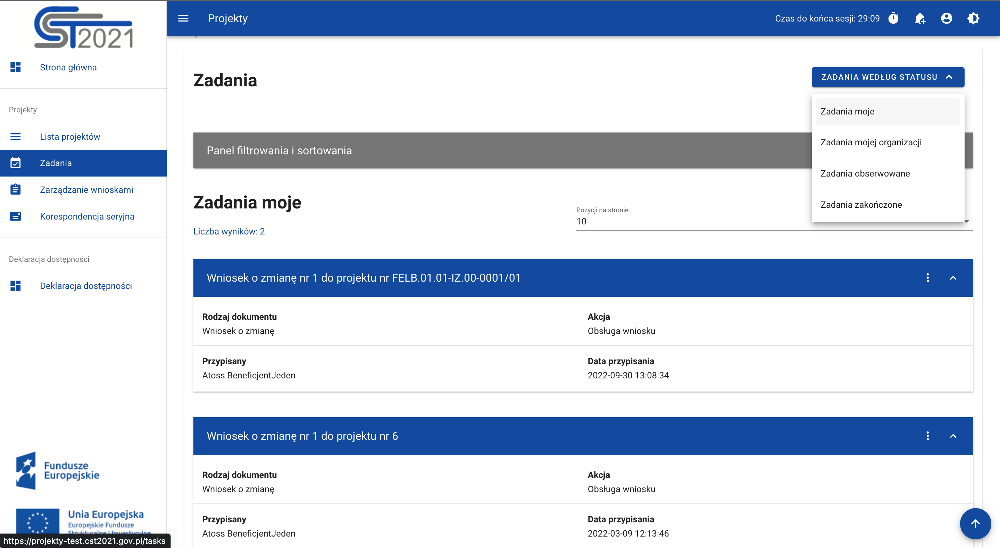 CST2021
Projekty
Czas do końca sesji: 29:09
Strona główna
Projekty
Lista projektów
Zadania
Zarządzanie wnioskami
Korespondencja seryjna
Deklaracja dostępności
Deklaracja dostępności
Fundusze
Europejskie
Unia Europejska
Europejskie Fundusze
Strukturalne i Inwestycyjne
https://projekty-test.cst2021.gov.pl/tasks
Zadania
ZADANIA WEDŁUG STATUSU
Zadania moje
Zadania mojej organizacji
Zadania obserwowane
Zadania zakończone
Panel filtrowania i sortowania
Zadania moje
Liczba wyników: 2
Pozycji na stronie:
10
Wniosek o zmianę nr 1 do projektu nr FELB.01.01-IZ.00-0001/01
Rodzaj dokumentu
Wniosek o zmianę
Akcja
Obsługa wniosku
Przypisany
Atoss BeneficjentJeden
Data przypisania
2022-09-30 13:08:34
Wniosek o zmianę nr 1 do projektu nr 6
Rodzaj dokumentu
Wniosek o zmianę
Akcja
Obsługa wniosku
Przypisany
Atoss BeneficjentJeden
Data przypisania
2022-03-09 12:13:46